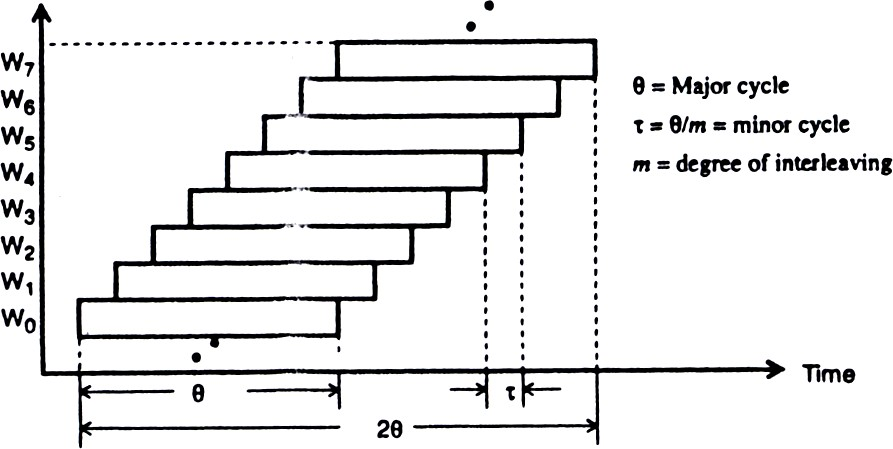 W₇
W₆
W₅
W₄
W₃
W₂
W₁
W₀
θ = Major cycle
τ = θ/m = minor cycle
m = degree of interleaving
Time
θ
τ
2θ